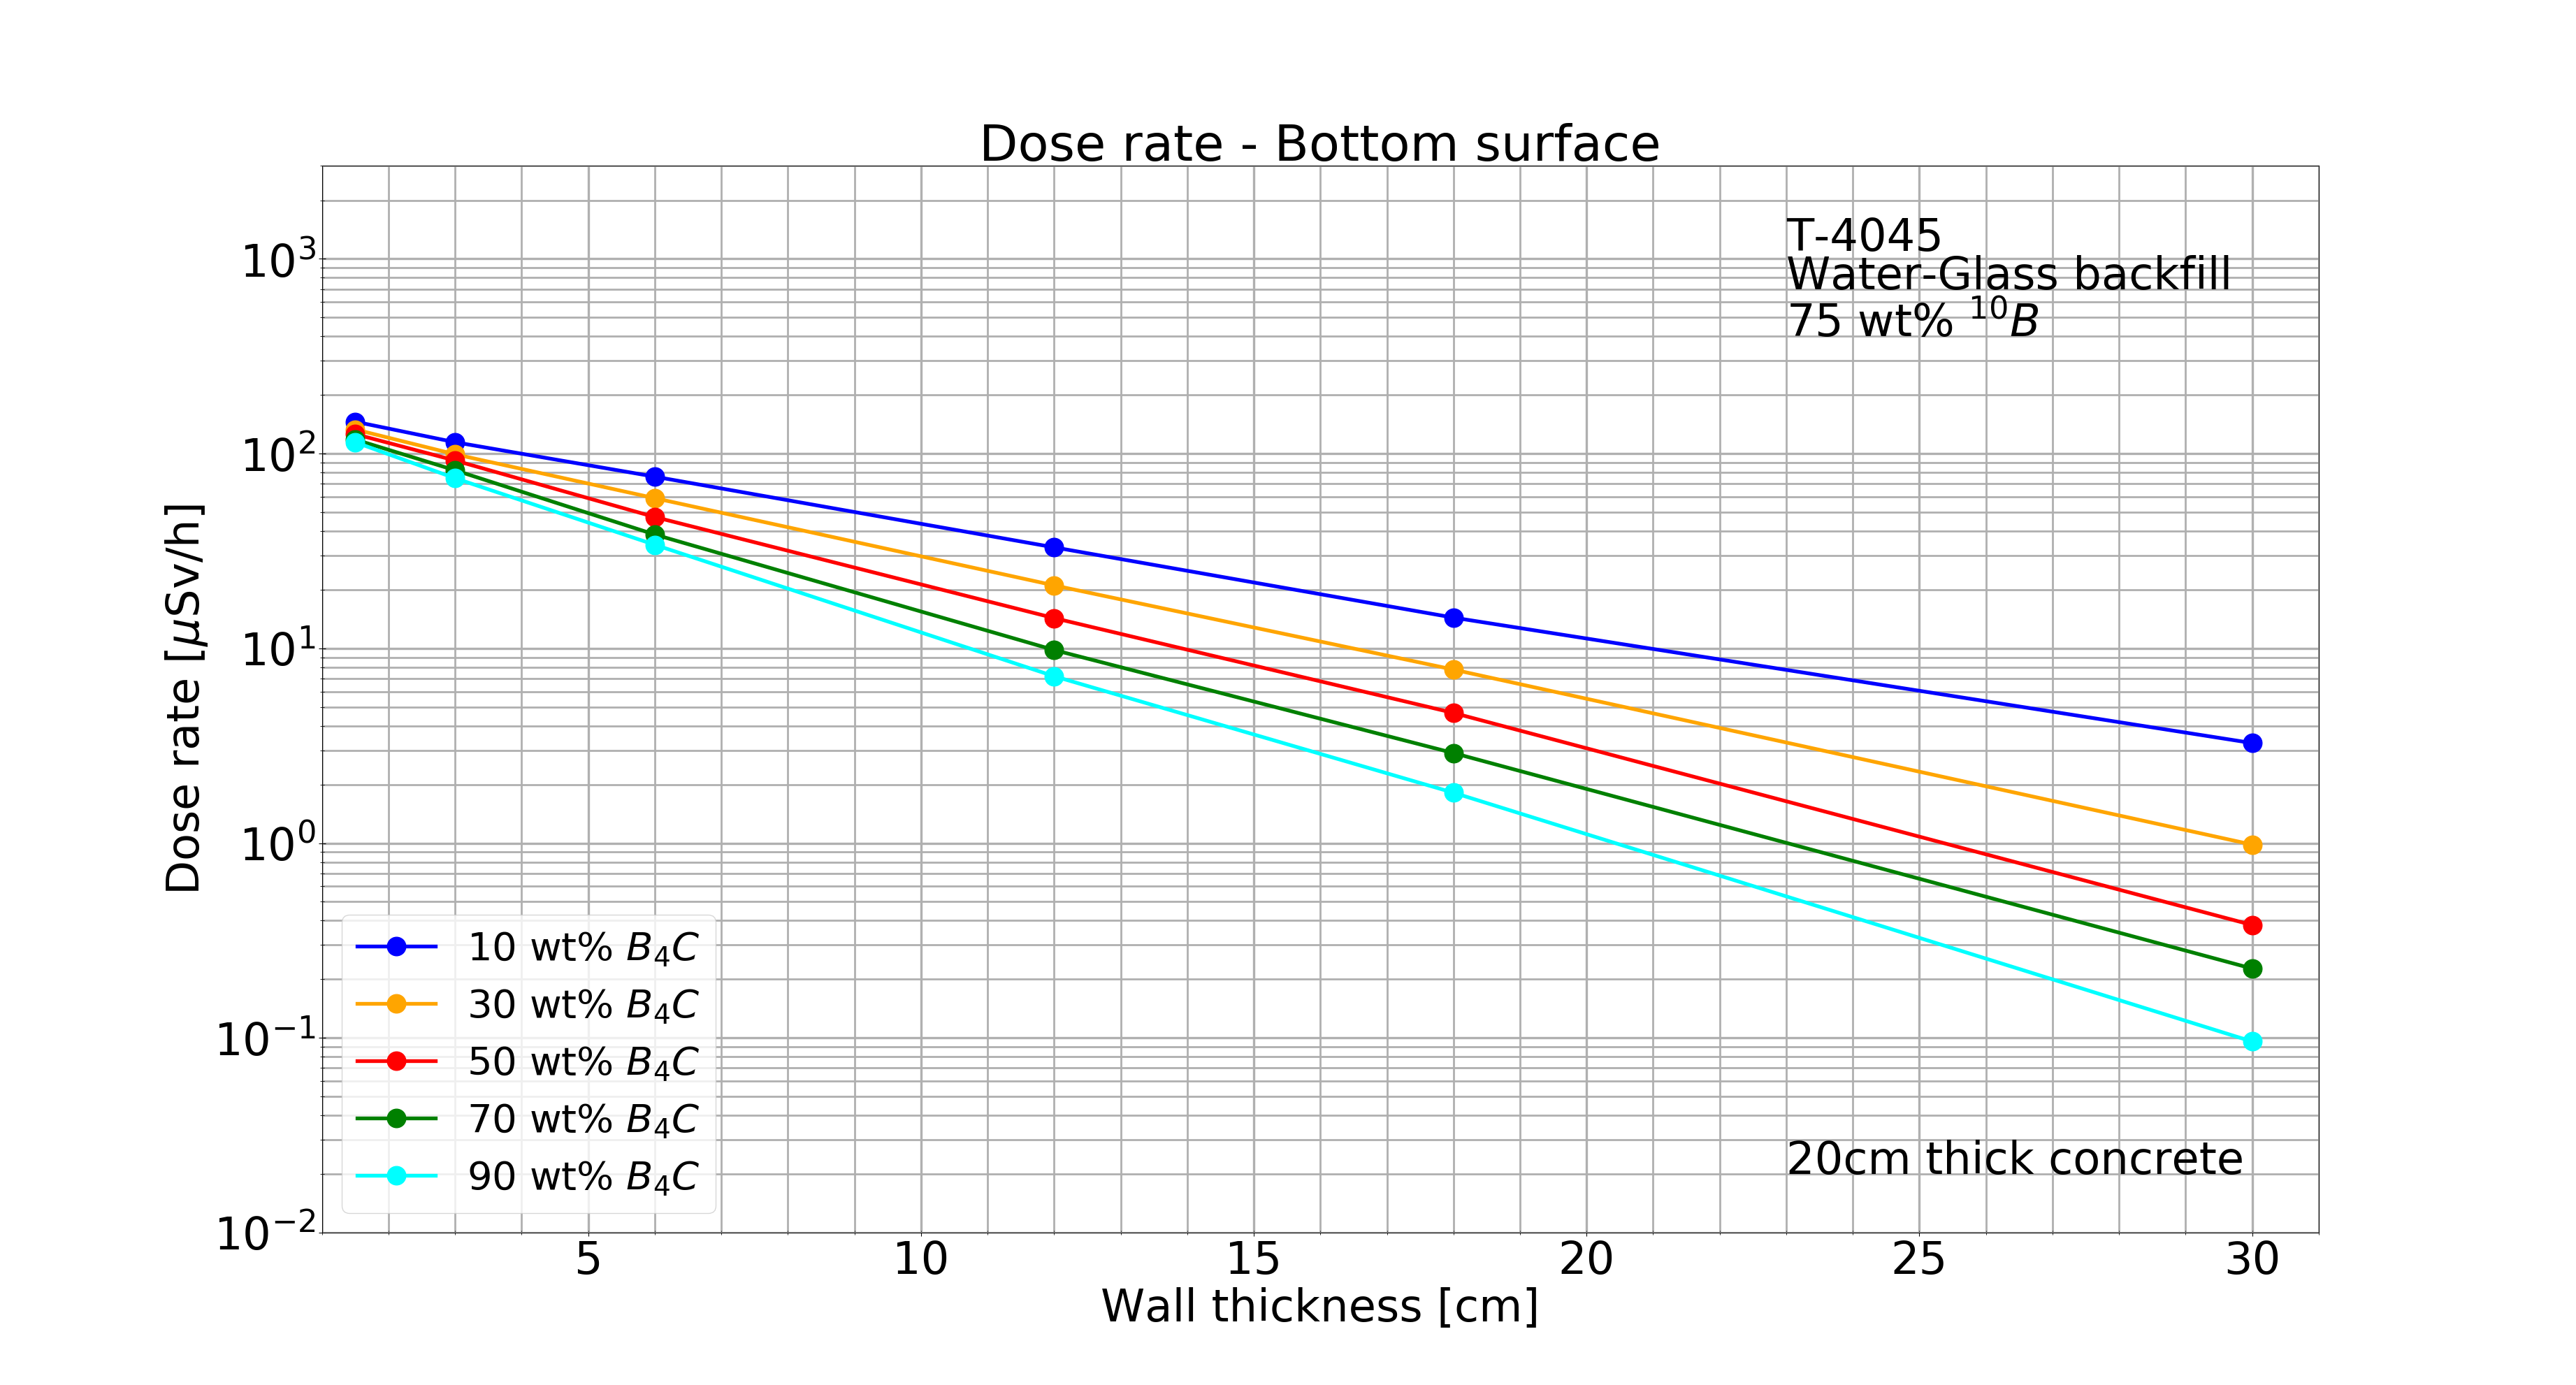 Dose rate - Bottom surface
T-4045
Water-Glass backfill
75 wt% ¹⁰B
10³
10²
10¹
10⁰
10⁻¹
10⁻²
Dose rate [μSv/h]
10 wt% B₄C
30 wt% B₄C
50 wt% B₄C
70 wt% B₄C
90 wt% B₄C
20cm thick concrete
5 10 15 20 25 30
Wall thickness [cm]